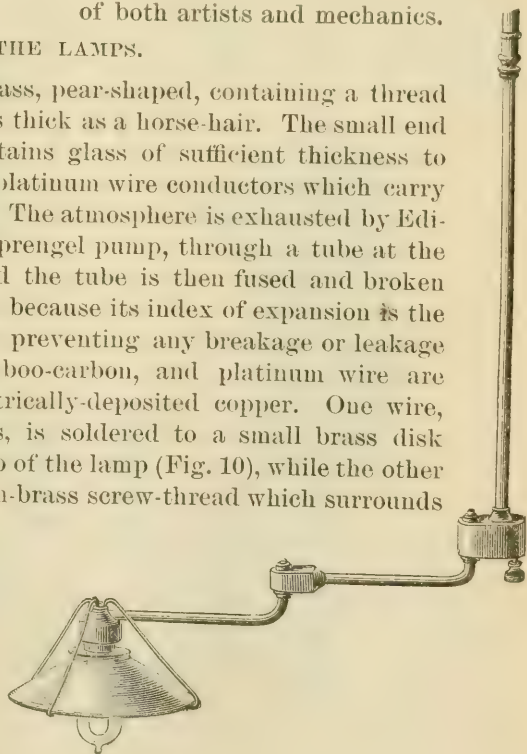 of both artists and mechanics.
THE LAMPS.
ass, pear-shaped, containing a thread
s thick as a horse-hair. The small end
tains glass of sufficient thickness to
platinum wire conductors which carry
The atmosphere is exhausted by Edi-
prengel pump, through a tube at the
d the tube is then fused and broken
because its index of expansion is the
preventing any breakage or leakage
boo-carbon, and platinum wire are
trically-deposited copper. One wire,
s, is soldered to a small brass disk
o of the lamp (Fig. 10), while the other
n-brass screw-thread which surrounds